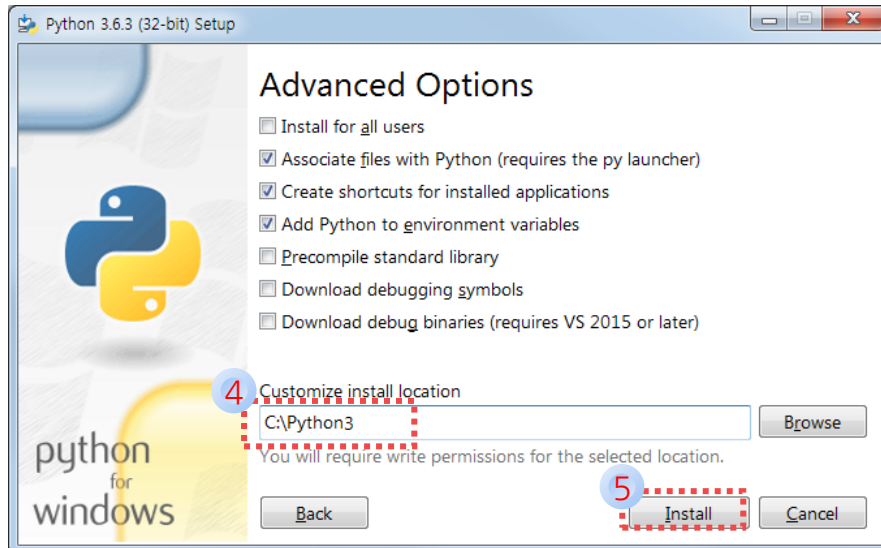 Python 3.6.3 (32-bit) Setup
Advanced Options
Install for all users
Associate files with Python (requires the py launcher)
Create shortcuts for installed applications
Add Python to environment variables
Precompile standard library
Download debugging symbols
Download debug binaries (requires VS 2015 or later)
4
Customize install location
C:\Python3
Browse
You will require write permissions for the selected location.
python
for
windows
5
Back
Install
Cancel